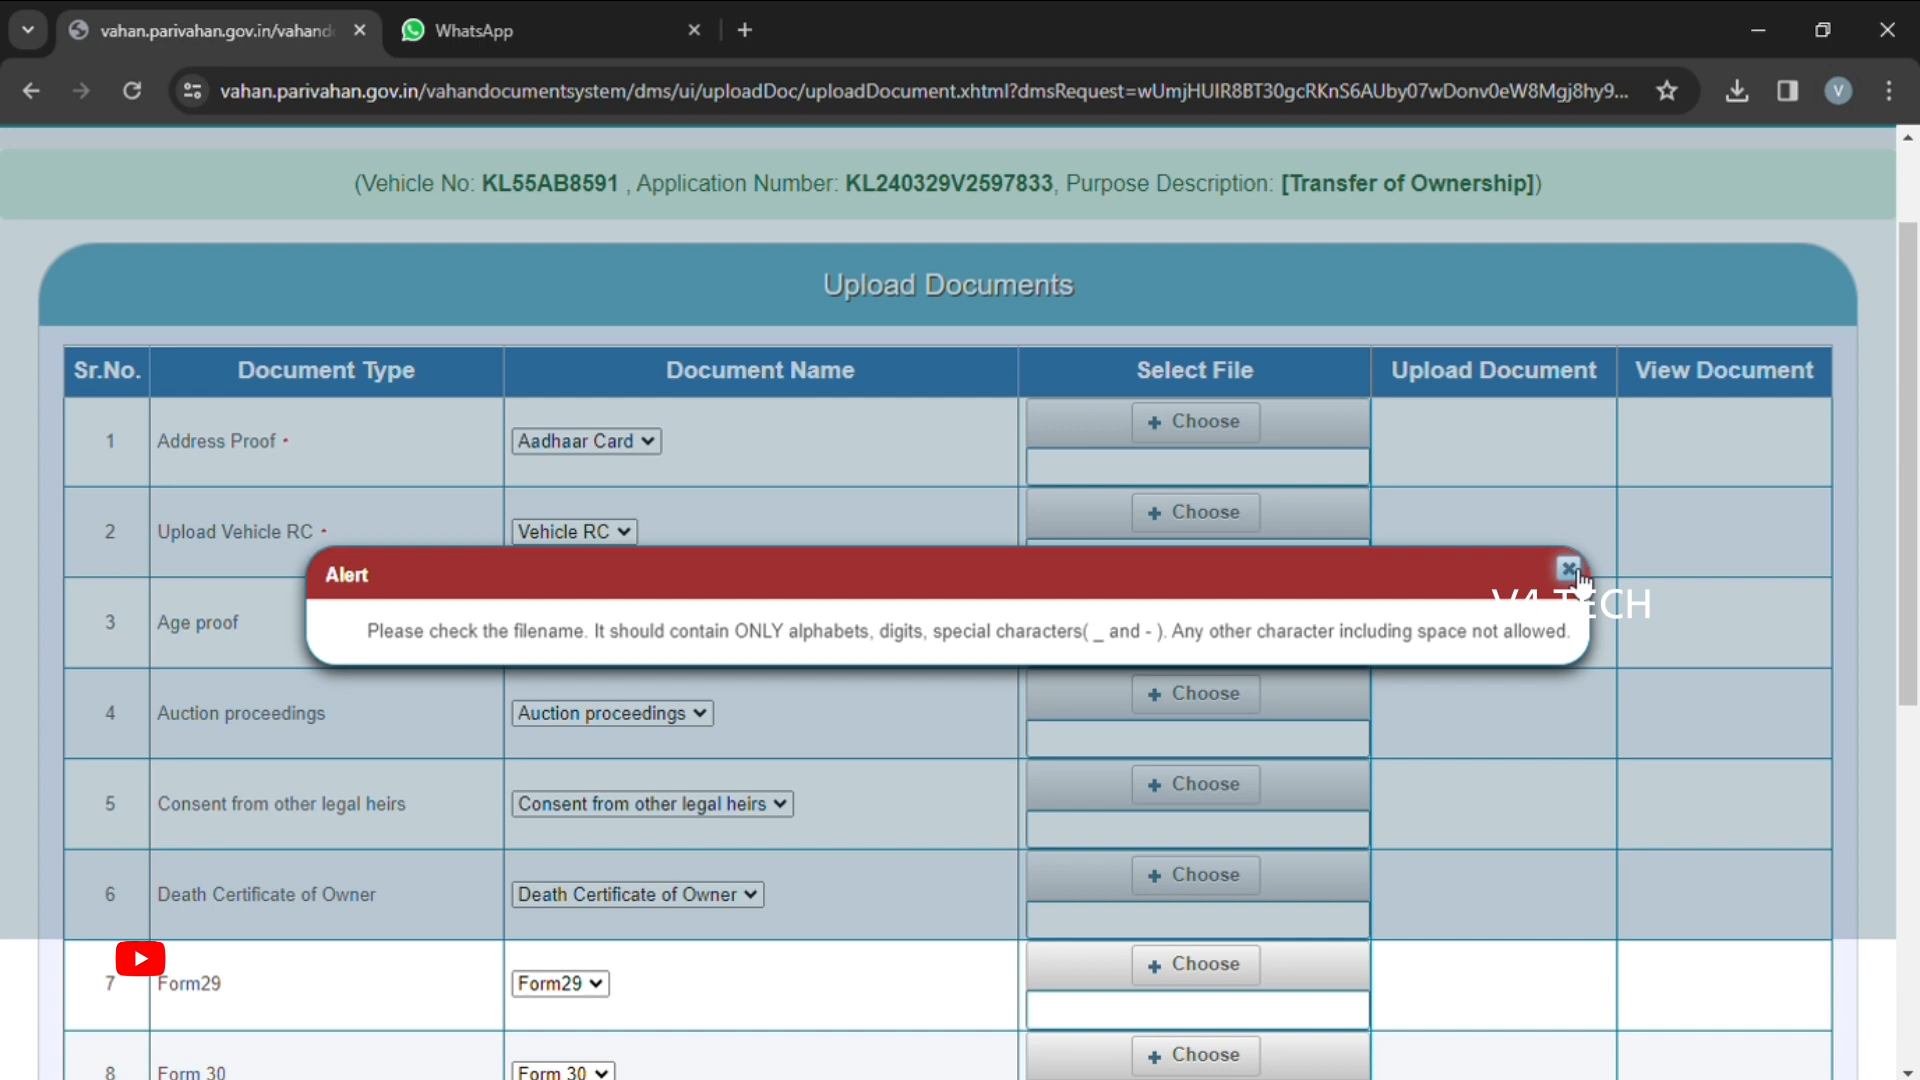 vahan.parivahan.gov.in/vahand
WhatsApp
vahan.parivahan.gov.in/vahandocumentsystem/dms/ui/uploadDoc/uploadDocument.xhtml?dmsRequest=wUmjHUIR8BT30gcRKnS6AUby07wDonv0eW8Mgj8hy9...
V
(Vehicle No: KL55AB8591 , Application Number: KL240329V2597833, Purpose Description: [Transfer of Ownership])
Upload Documents
Sr.No. Document Type Document Name Select File Upload Document View Document
1 Address Proof * Aadhaar Card + Choose
2 Upload Vehicle RC * Vehicle RC + Choose
Alert
V4 TECH
Please check the filename. It should contain ONLY alphabets, digits, special characters( _ and - ). Any other character including space not allowed.
3 Age proof
4 Auction proceedings Auction proceedings + Choose
5 Consent from other legal heirs Consent from other legal heirs + Choose
6 Death Certificate of Owner Death Certificate of Owner + Choose
7 Form29 Form29 + Choose
8 Form 30 Form 30 + Choose